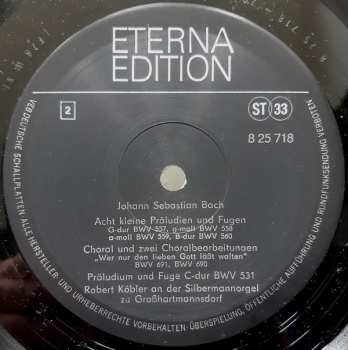 ETERNA
EDITION
2
ST 33
8 25 718
Johann Sebastian Bach
Acht kleine Präludien und Fugen
G-dur BWV 557, g-moll BWV 558
a-moll BWV 559, B-dur BWV 560
Choral und zwei Choralbearbeitungen
„Wer nur den lieben Gott läßt walten"
BWV 691, BWV 690
Präludium und Fuge C-dur BWV 531
Robert Köbler an der Silbermannorgel
zu Großhartmannsdorf
VEB DEUTSCHE SCHALLPLATTEN ALLE HERSTELLER- UND URHEBERRECHTE VORBEHALTEN · ÜBERSPIELUNG, ÖFFENTLICHE AUFFÜHRUNG UND RUNDFUNKSENDUNG VERBOTEN